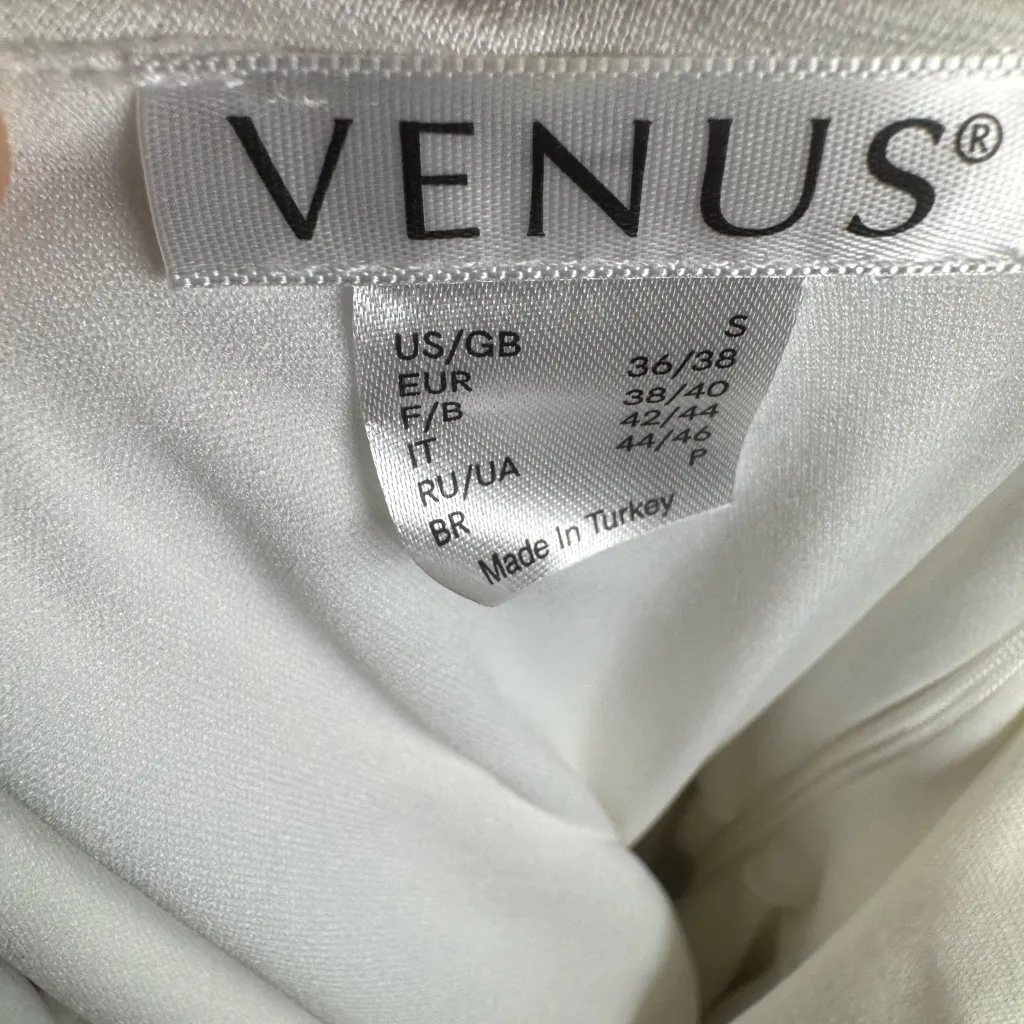 VENUS®
US/GB S
EUR 36/38
F/B 38/40
IT 42/44
RU/UA 44/46
BR P
Made In Turkey